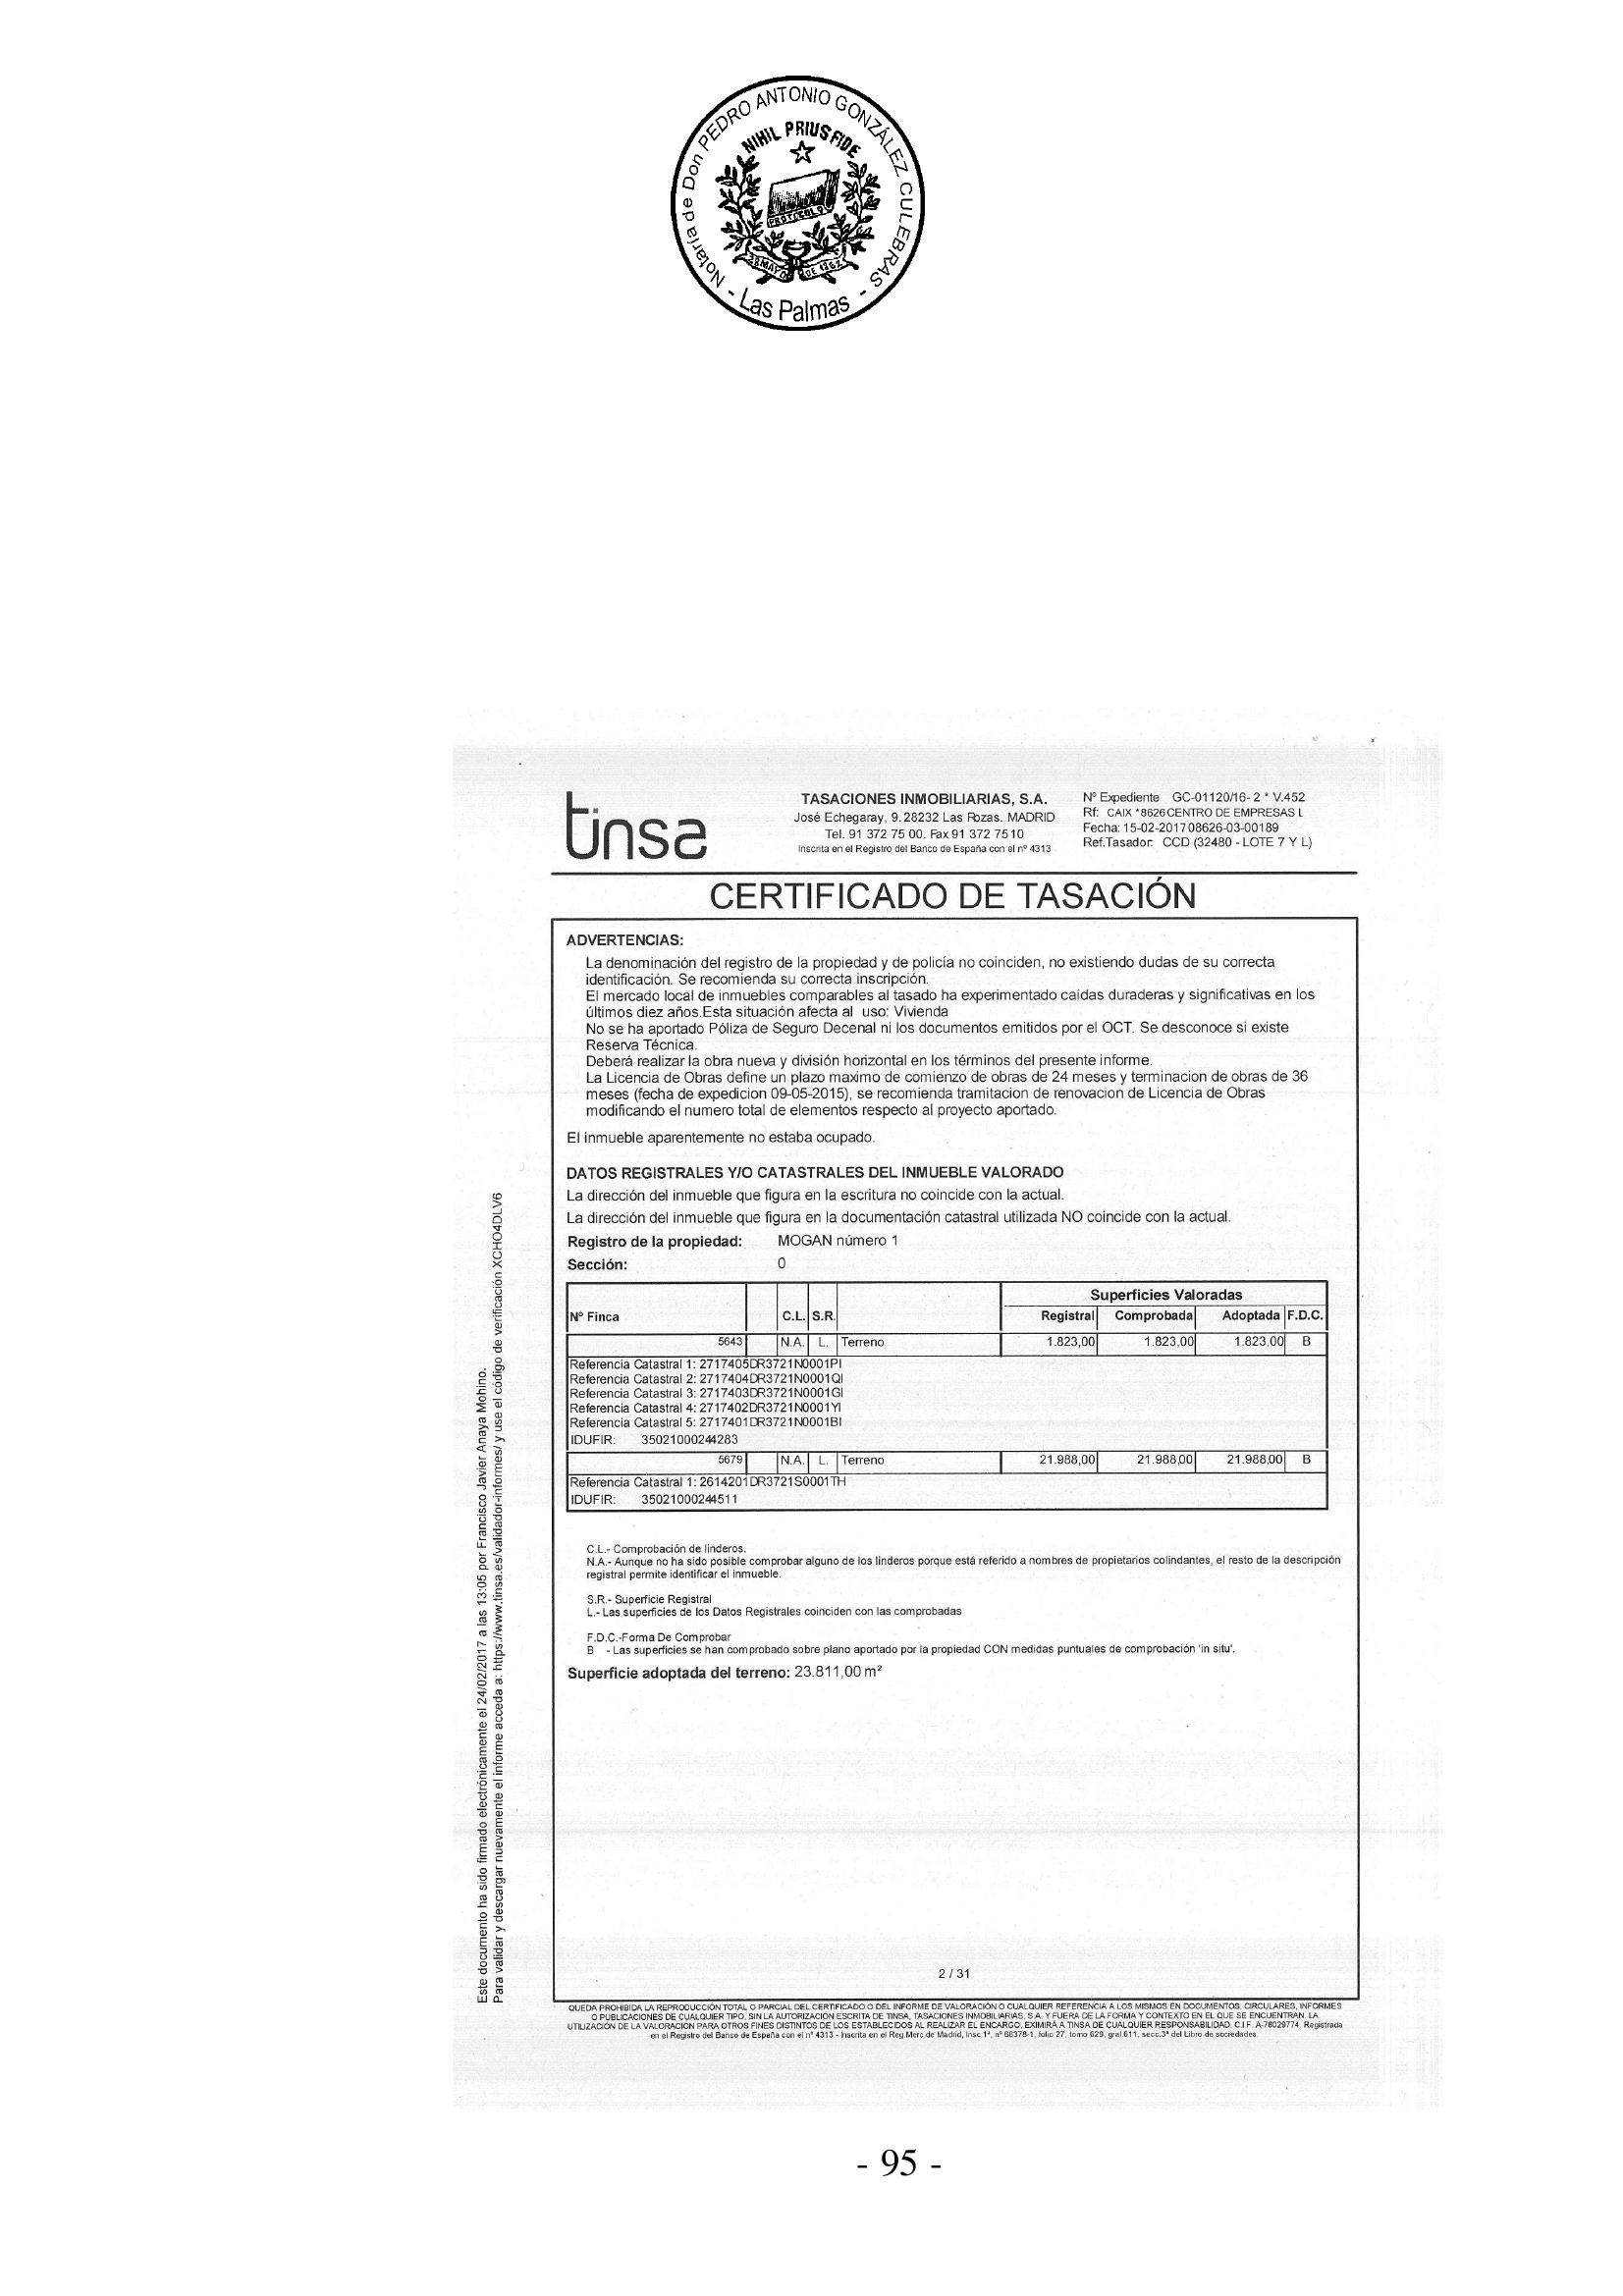 Notaría de Don PEDRO ANTONIO GONZÁLEZ CULEBRAS
NIHIL PRIUS FIDE
PROTOCOLO
28 MAYO DE 1862
- Las Palmas -
tinsa
TASACIONES INMOBILIARIAS, S.A.
José Echegaray, 9. 28232 Las Rozas. MADRID
Tel. 91 372 75 00. Fax 91 372 7510
Inscrita en el Registro del Banco de España con el nº 4313
Nº Expediente GC-01120/16- 2 * V.452
Rf: CAIX *8626 CENTRO DE EMPRESAS L
Fecha: 15-02-2017 08626-03-00189
Ref.Tasador: CCD (32480 - LOTE 7 Y L)
CERTIFICADO DE TASACIÓN
ADVERTENCIAS:
La denominación del registro de la propiedad y de policía no coinciden, no existiendo dudas de su correcta
identificación. Se recomienda su correcta inscripción.
El mercado local de inmuebles comparables al tasado ha experimentado caídas duraderas y significativas en los
últimos diez años.Esta situación afecta al uso: Vivienda
No se ha aportado Póliza de Seguro Decenal ni los documentos emitidos por el OCT. Se desconoce si existe
Reserva Técnica.
Deberá realizar la obra nueva y división horizontal en los términos del presente informe.
La Licencia de Obras define un plazo maximo de comienzo de obras de 24 meses y terminacion de obras de 36
meses (fecha de expedicion 09-05-2015), se recomienda tramitacion de renovacion de Licencia de Obras
modificando el numero total de elementos respecto al proyecto aportado.
El inmueble aparentemente no estaba ocupado.
DATOS REGISTRALES Y/O CATASTRALES DEL INMUEBLE VALORADO
La dirección del inmueble que figura en la escritura no coincide con la actual.
La dirección del inmueble que figura en la documentación catastral utilizada NO coincide con la actual.
Registro de la propiedad: MOGAN número 1
Sección: 0
Superficies Valoradas
Nº Finca C.L. S.R. Registral Comprobada Adoptada F.D.C.
5643 N.A. L. Terreno 1.823,00 1.823,00 1.823,00 B
Referencia Catastral 1: 2717405DR3721N0001PI
Referencia Catastral 2: 2717404DR3721N0001QI
Referencia Catastral 3: 2717403DR3721N0001GI
Referencia Catastral 4: 2717402DR3721N0001YI
Referencia Catastral 5: 2717401DR3721N0001BI
IDUFIR: 35021000244283
5679 N.A. L. Terreno 21.988,00 21.988,00 21.988,00 B
Referencia Catastral 1: 2614201DR3721S0001TH
IDUFIR: 35021000244511
C.L.- Comprobación de linderos.
N.A.- Aunque no ha sido posible comprobar alguno de los linderos porque está referido a nombres de propietarios colindantes, el resto de la descripción
registral permite identificar el inmueble.
S.R.- Superficie Registral
L.- Las superficies de los Datos Registrales coinciden con las comprobadas
F.D.C.-Forma De Comprobar
B - Las superficies se han comprobado sobre plano aportado por la propiedad CON medidas puntuales de comprobación 'in situ'.
Superficie adoptada del terreno: 23.811,00 m²
2 / 31
QUEDA PROHIBIDA LA REPRODUCCIÓN TOTAL O PARCIAL DEL CERTIFICADO O DEL INFORME DE VALORACIÓN O CUALQUIER REFERENCIA A LOS MISMOS EN DOCUMENTOS, CIRCULARES, INFORMES
O PUBLICACIONES DE CUALQUIER TIPO, SIN LA AUTORIZACIÓN ESCRITA DE TINSA, TASACIONES INMOBILIARIAS, S.A. Y FUERA DE LA FORMA Y CONTEXTO EN EL QUE SE ENCUENTRAN. LA
UTILIZACIÓN DE LA VALORACIÓN PARA OTROS FINES DISTINTOS DE LOS ESTABLECIDOS AL REALIZAR EL ENCARGO, EXIMIRÁ A TINSA DE CUALQUIER RESPONSABILIDAD. C.I.F. A-78029774. Registrada
en el Registro del Banco de España con el nº 4313 - Inscrita en el Reg.Merc.de Madrid, Insc.1ª, nº 66378-1, folio 27, tomo 629, gral.611, secc.3ª del Libro de sociedades.
Este documento ha sido firmado electrónicamente el 24/02/2017 a las 13:05 por Francisco Javier Anaya Mohino.
Para validar y descargar nuevamente el informe acceda a: https://www.tinsa.es/validador-informes/ y use el código de verificación XCHO4DLV6
- 95 -